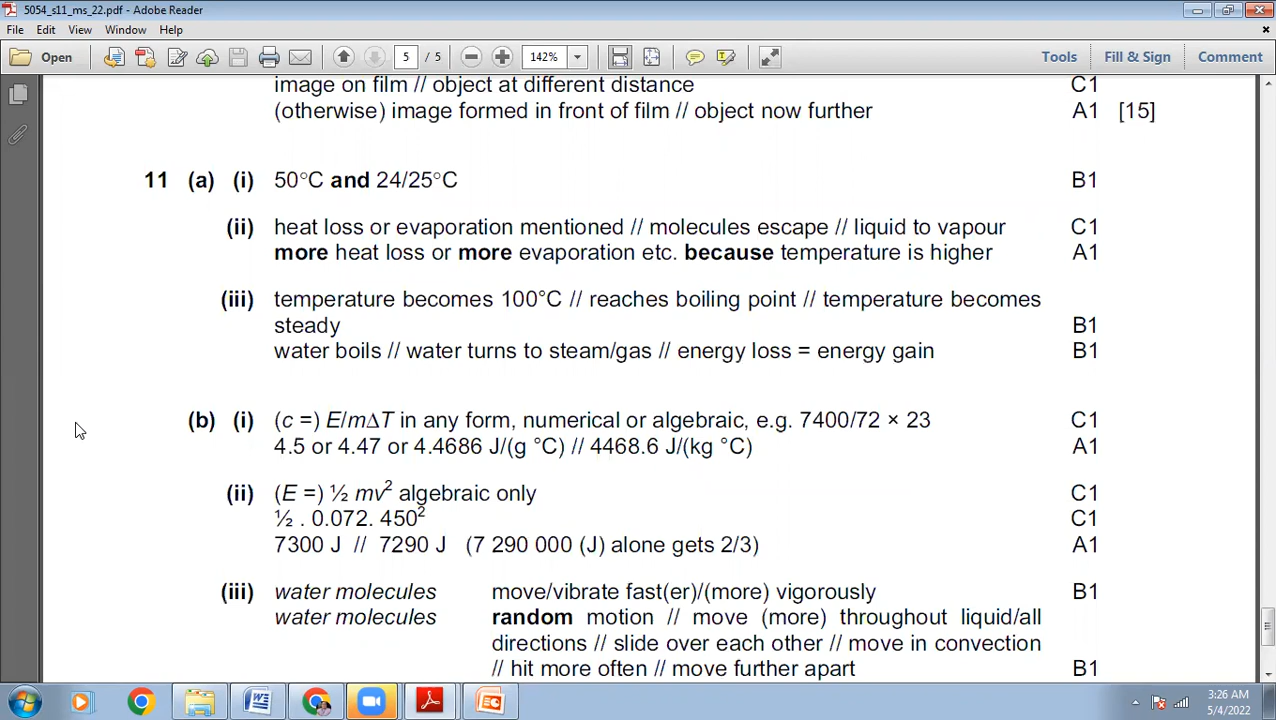 5054_s11_ms_22.pdf - Adobe Reader
File Edit View Window Help
Open 5 / 5 142% Tools Fill & Sign Comment
image on film // object at different distance C1
(otherwise) image formed in front of film // object now further A1 [15]
11 (a) (i) 50°C and 24/25°C B1
(ii) heat loss or evaporation mentioned // molecules escape // liquid to vapour C1
more heat loss or more evaporation etc. because temperature is higher A1
(iii) temperature becomes 100°C // reaches boiling point // temperature becomes
steady B1
water boils // water turns to steam/gas // energy loss = energy gain B1
(b) (i) (c =) E/m∆T in any form, numerical or algebraic, e.g. 7400/72 × 23 C1
4.5 or 4.47 or 4.4686 J/(g °C) // 4468.6 J/(kg °C) A1
(ii) (E =) ½ mv² algebraic only C1
½ . 0.072. 450² C1
7300 J // 7290 J (7 290 000 (J) alone gets 2/3) A1
(iii) water molecules move/vibrate fast(er)/(more) vigorously B1
water molecules random motion // move (more) throughout liquid/all
directions // slide over each other // move in convection
// hit more often // move further apart B1
3:26 AM
5/4/2022